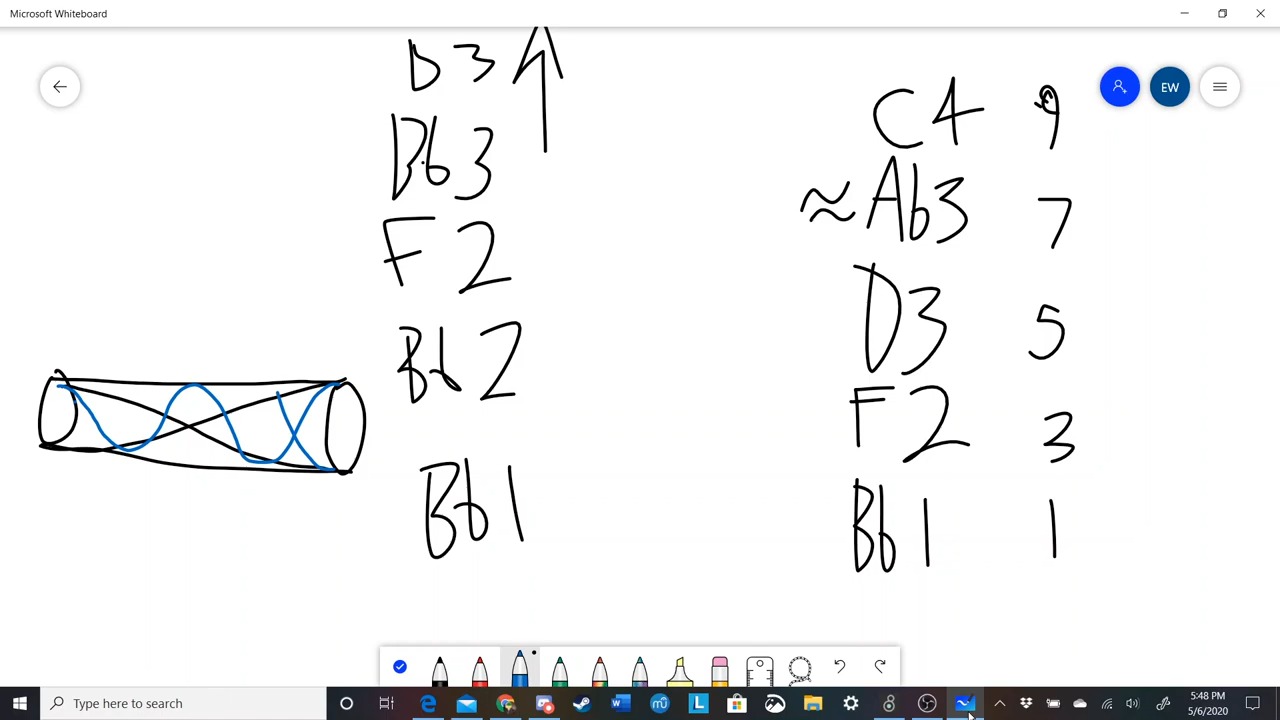 Microsoft Whiteboard
D3
Bb3
F2
Bb2
Bb1
C4 9
≈Ab3 7
D3 5
F2 3
Bb1 1
EW
Type here to search
5:48 PM
5/6/2020